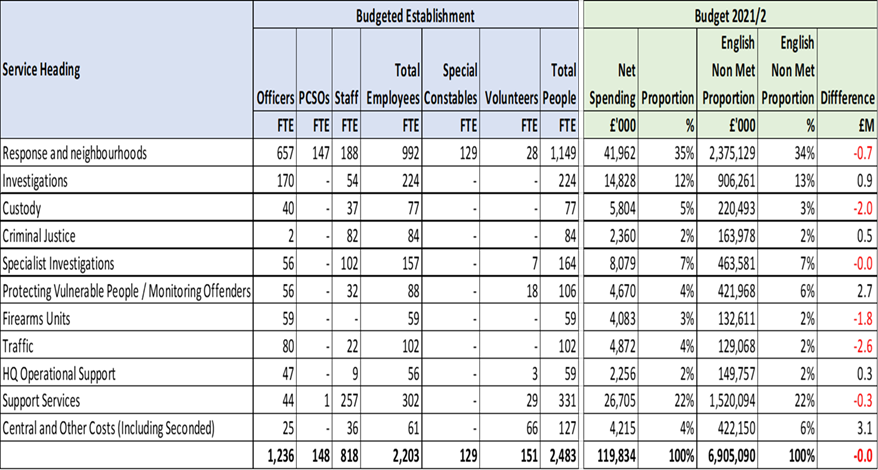 Budgeted Establishment Budget 2021/2
English English
Service Heading Total Special Total Net Non Met Non Met
Officers PCSOs Staff Employees Constables Volunteers People Spending Proportion Proportion Proportion Diffference
FTE FTE FTE FTE FTE FTE FTE £'000 % £'000 % £M
Response and neighbourhoods 657 147 188 992 129 28 1,149 41,962 35% 2,375,129 34% -0.7
Investigations 170 - 54 224 - - 224 14,828 12% 906,261 13% 0.9
Custody 40 - 37 77 - - 77 5,804 5% 220,493 3% -2.0
Criminal Justice 2 - 82 84 - - 84 2,360 2% 163,978 2% 0.5
Specialist Investigations 56 - 102 157 - 7 164 8,079 7% 463,581 7% -0.0
Protecting Vulnerable People / Monitoring Offenders 56 - 32 88 - 18 106 4,670 4% 421,968 6% 2.7
Firearms Units 59 - - 59 - - 59 4,083 3% 132,611 2% -1.8
Traffic 80 - 22 102 - - 102 4,872 4% 129,068 2% -2.6
HQ Operational Support 47 - 9 56 - 3 59 2,256 2% 149,757 2% 0.3
Support Services 44 1 257 302 - 29 331 26,705 22% 1,520,094 22% -0.3
Central and Other Costs (Including Seconded) 25 - 36 61 - 66 127 4,215 4% 422,150 6% 3.1
1,236 148 818 2,203 129 151 2,483 119,834 100% 6,905,090 100% -0.0